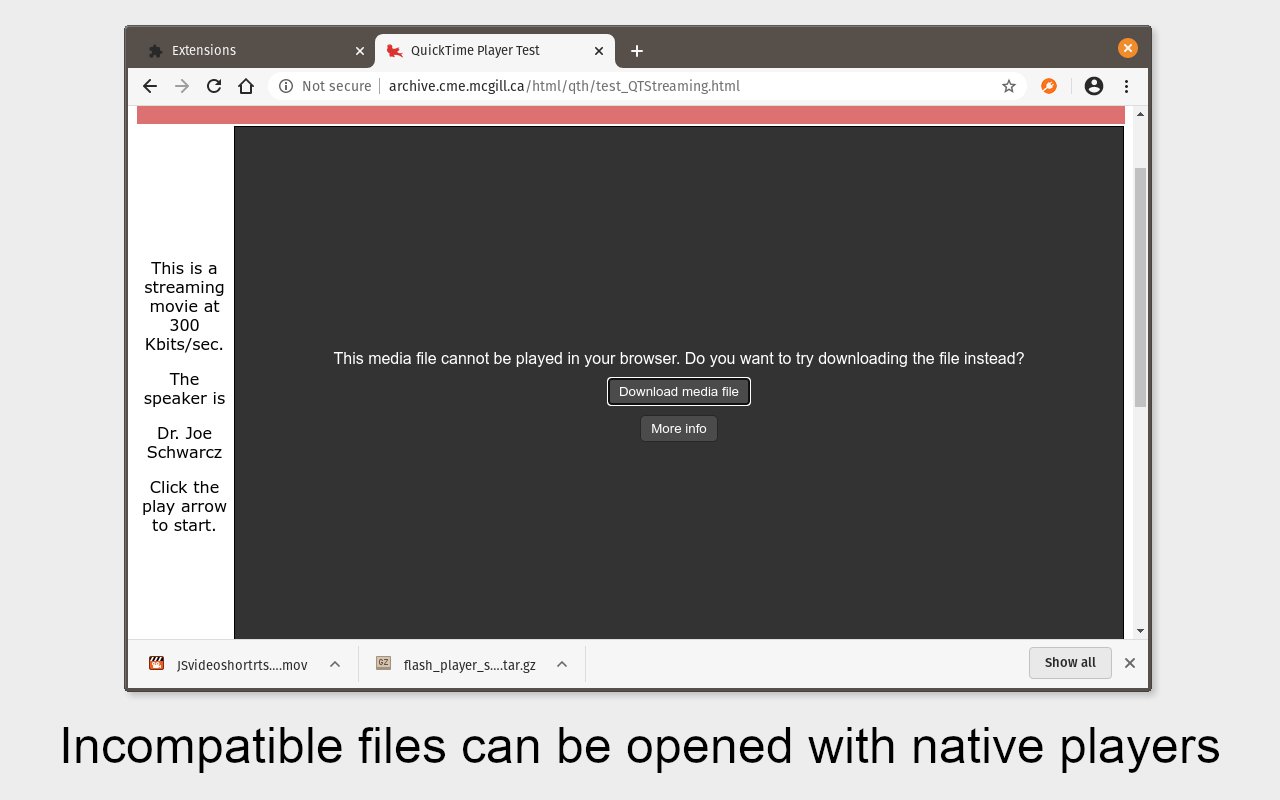 Extensions
QuickTime Player Test
Not secure
archive.cme.mcgill.ca/html/qth/test_QTStreaming.html
This is a
streaming
movie at
300
Kbits/sec.
The
speaker is
Dr. Joe
Schwarcz
Click the
play arrow
to start.
This media file cannot be played in your browser. Do you want to try downloading the file instead?
Download media file
More info
JSvideoshortrts....mov
GZ
flash_player_s....tar.gz
Show all
Incompatible files can be opened with native players